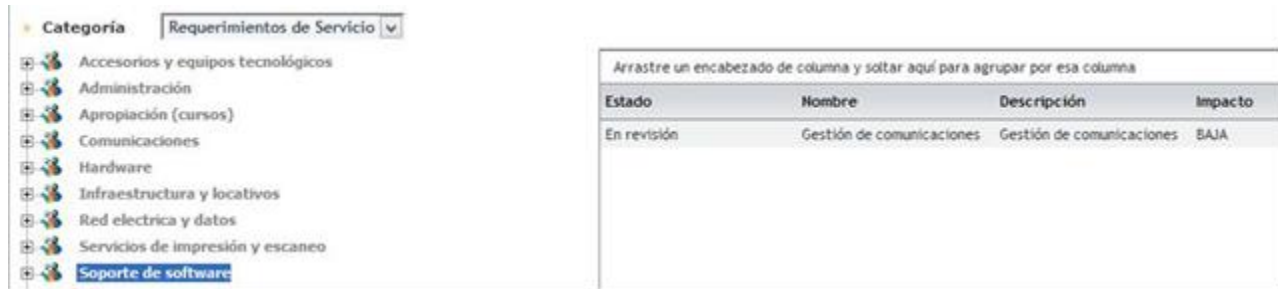 Categoría Requerimientos de Servicio
Accesorios y equipos tecnológicos
Administración
Apropiación (cursos)
Comunicaciones
Hardware
Infraestructura y locativos
Red electrica y datos
Servicios de impresión y escaneo
Soporte de software
Arrastre un encabezado de columna y soltar aquí para agrupar por esa columna
Estado Nombre Descripción Impacto
En revisión Gestión de comunicaciones Gestión de comunicaciones BAJA